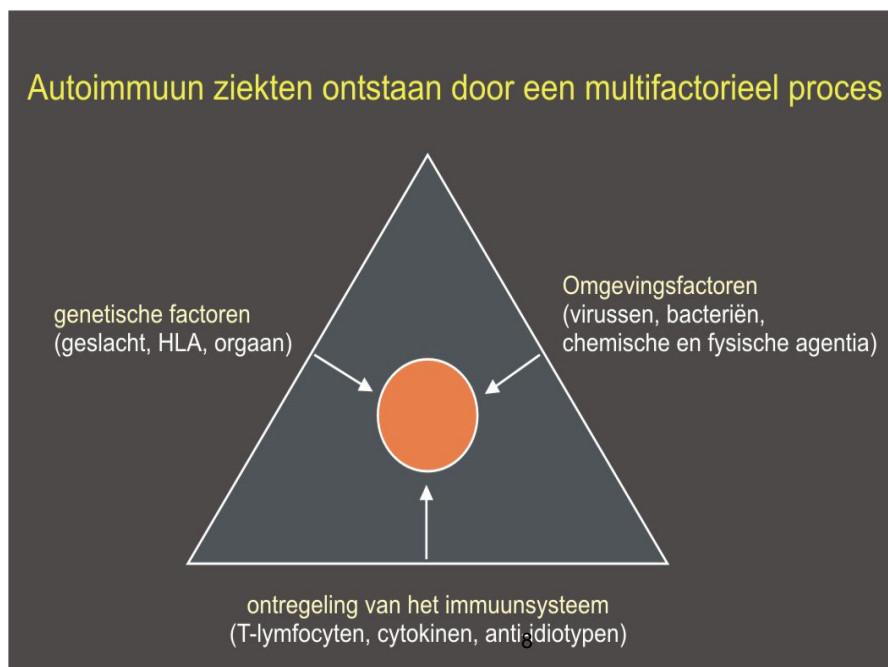 Autoimmuun ziekten ontstaan door een multifactorieel proces
genetische factoren
(geslacht, HLA, orgaan)
Omgevingsfactoren
(virussen, bacteriën,
chemische en fysische agentia)
ontregeling van het immuunsysteem
(T-lymfocyten, cytokinen, anti-idiotypen)
8